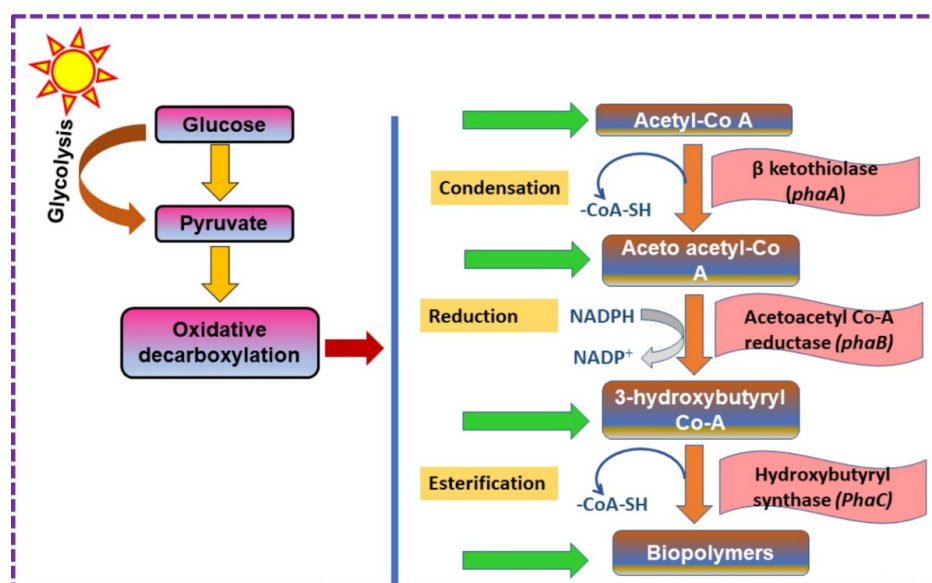 Glucose
Glycolysis
Pyruvate
Oxidative
decarboxylation
Acetyl-Co A
Condensation
-CoA-SH
β ketothiolase
(phaA)
Aceto acetyl-Co
A
Reduction
NADPH
NADP⁺
Acetoacetyl Co-A
reductase (phaB)
3-hydroxybutyryl
Co-A
Esterification
-CoA-SH
Hydroxybutyryl
synthase (PhaC)
Biopolymers